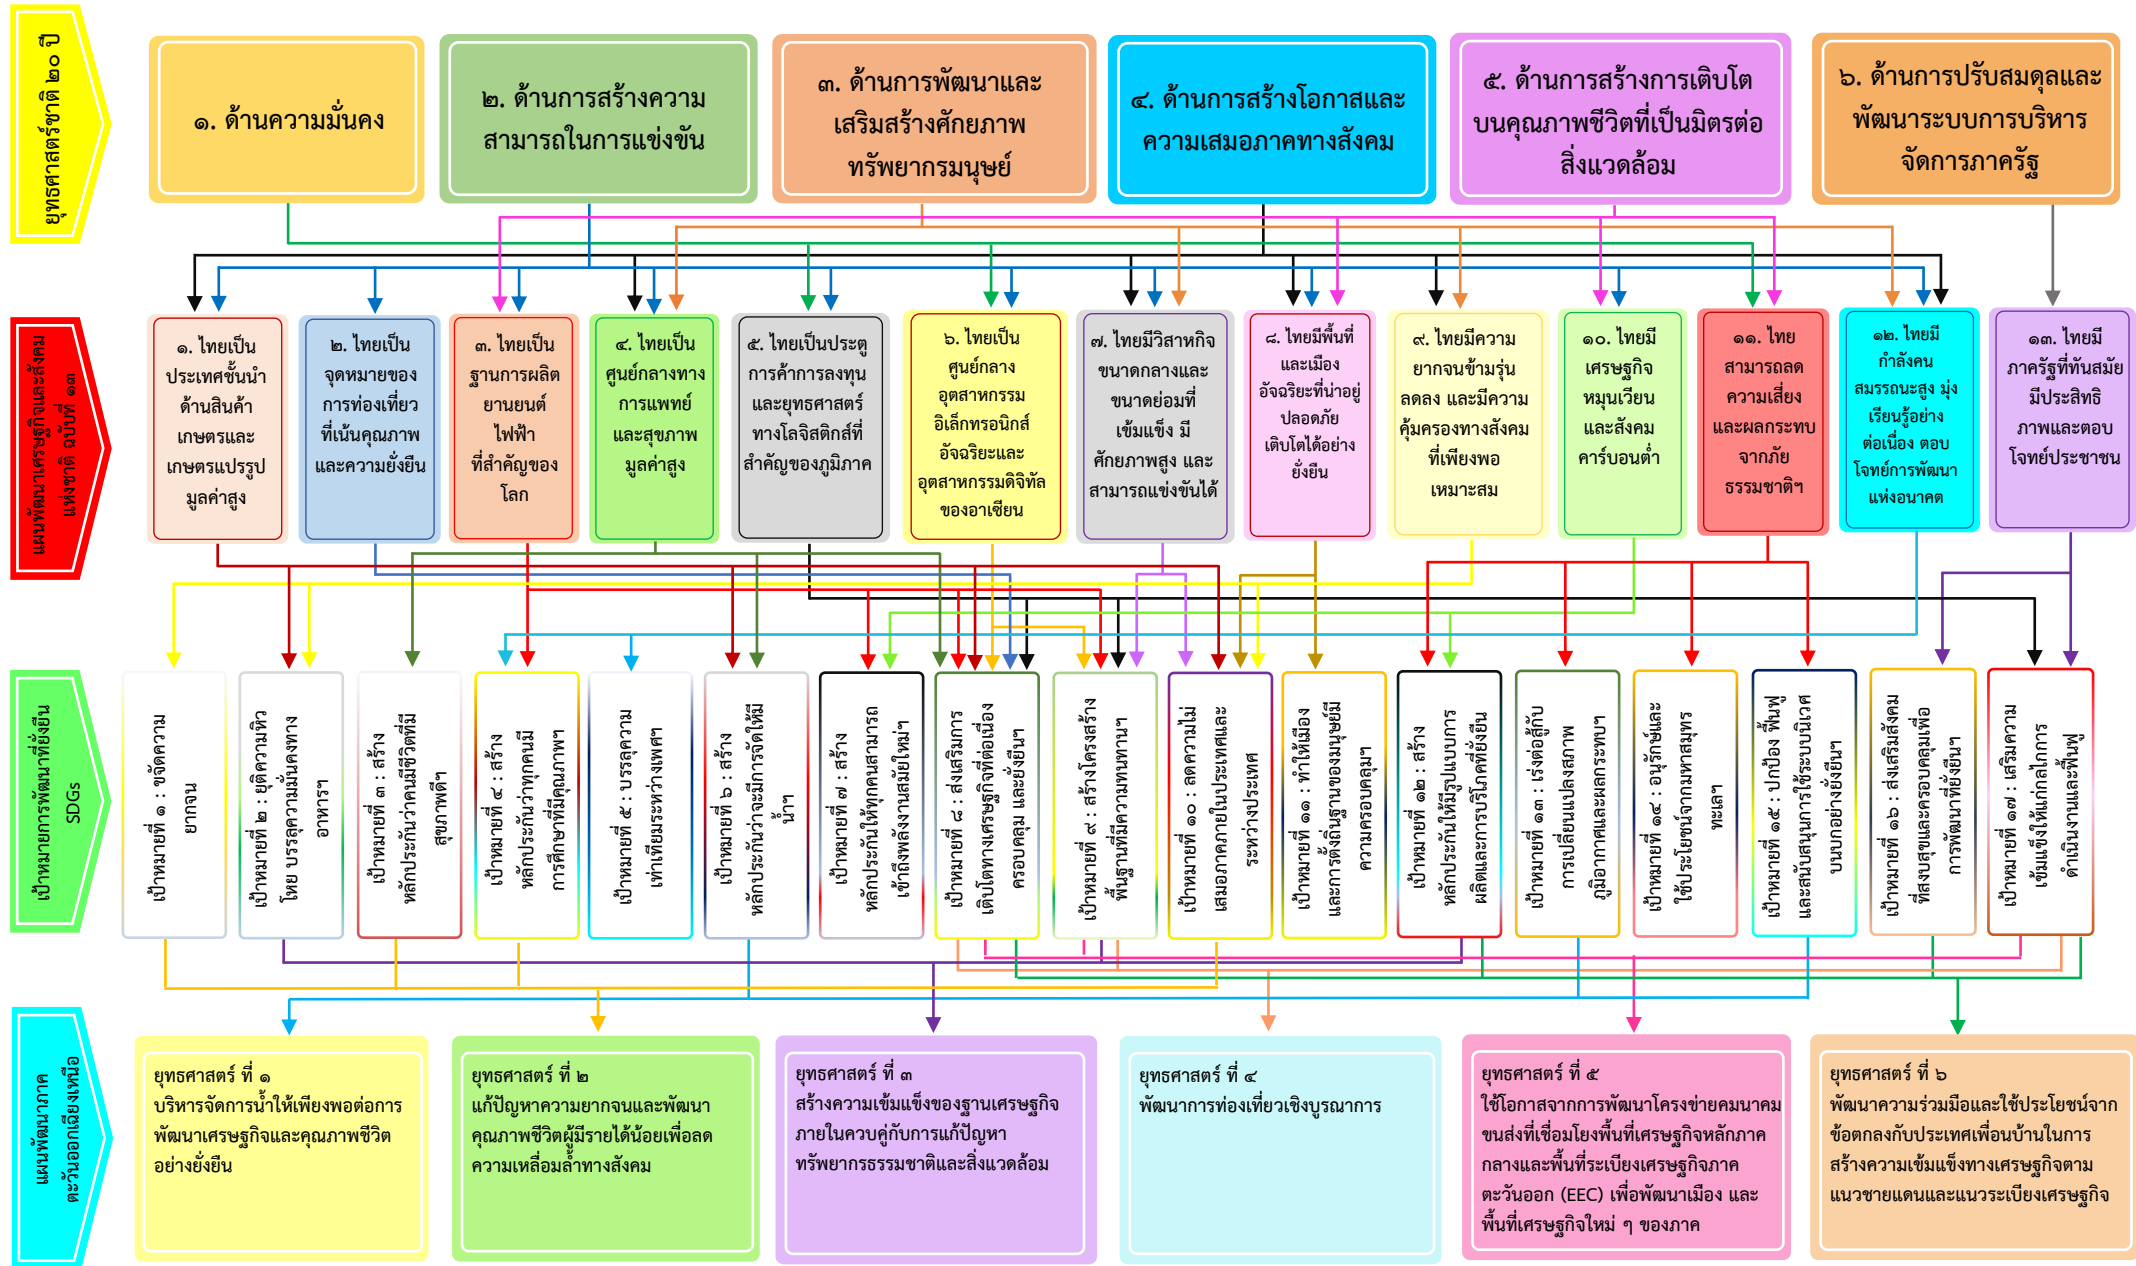 ยุทธศาสตร์ชาติ ๒๐ ปี
๑. ด้านความมั่นคง
๒. ด้านการสร้างความ
สามารถในการแข่งขัน
๓. ด้านการพัฒนาและ
เสริมสร้างศักยภาพ
ทรัพยากรมนุษย์
๔. ด้านการสร้างโอกาสและ
ความเสมอภาคทางสังคม
๕. ด้านการสร้างการเติบโต
บนคุณภาพชีวิตที่เป็นมิตรต่อ
สิ่งแวดล้อม
๖. ด้านการปรับสมดุลและ
พัฒนาระบบการบริหาร
จัดการภาครัฐ
แผนพัฒนาเศรษฐกิจและสังคม
แห่งชาติ ฉบับที่ ๑๓
๑. ไทยเป็น
ประเทศชั้นนำ
ด้านสินค้า
เกษตรและ
เกษตรแปรรูป
มูลค่าสูง
๒. ไทยเป็น
จุดหมายของ
การท่องเที่ยว
ที่เน้นคุณภาพ
และความยั่งยืน
๓. ไทยเป็น
ฐานการผลิต
ยานยนต์
ไฟฟ้า
ที่สำคัญของ
โลก
๔. ไทยเป็น
ศูนย์กลางทาง
การแพทย์
และสุขภาพ
มูลค่าสูง
๕. ไทยเป็นประตู
การค้าการลงทุน
และยุทธศาสตร์
ทางโลจิสติกส์ที่
สำคัญของภูมิภาค
๖. ไทยเป็น
ศูนย์กลาง
อุตสาหกรรม
อิเล็กทรอนิกส์
อัจฉริยะและ
อุตสาหกรรมดิจิทัล
ของอาเซียน
๗. ไทยมีวิสาหกิจ
ขนาดกลางและ
ขนาดย่อมที่
เข้มแข็ง มี
ศักยภาพสูง และ
สามารถแข่งขันได้
๘. ไทยมีพื้นที่
และเมือง
อัจฉริยะที่น่าอยู่
ปลอดภัย
เติบโตได้อย่าง
ยั่งยืน
๙. ไทยมีความ
ยากจนข้ามรุ่น
ลดลง และมีความ
คุ้มครองทางสังคม
ที่เพียงพอ
เหมาะสม
๑๐. ไทยมี
เศรษฐกิจ
หมุนเวียน
และสังคม
คาร์บอนต่ำ
๑๑. ไทย
สามารถลด
ความเสี่ยง
และผลกระทบ
จากภัย
ธรรมชาติฯ
๑๒. ไทยมี
กำลังคน
สมรรถนะสูง มุ่ง
เรียนรู้อย่าง
ต่อเนื่อง ตอบ
โจทย์การพัฒนา
แห่งอนาคต
๑๓. ไทยมี
ภาครัฐที่ทันสมัย
มีประสิทธิ
ภาพและตอบ
โจทย์ประชาชน
เป้าหมายการพัฒนาที่ยั่งยืน
SDGs
เป้าหมายที่ ๑ : ขจัดความ
ยากจน
เป้าหมายที่ ๒ : ยุติความหิว
โหย บรรลุความมั่นคงทาง
อาหารฯ
เป้าหมายที่ ๓ : สร้าง
หลักประกันว่าคนมีชีวิตที่มี
สุขภาพดีฯ
เป้าหมายที่ ๔ : สร้าง
หลักประกันว่าทุกคนมี
การศึกษาที่มีคุณภาพฯ
เป้าหมายที่ ๕ : บรรลุความ
เท่าเทียมระหว่างเพศฯ
เป้าหมายที่ ๖ : สร้าง
หลักประกันว่าจะมีการจัดให้มี
น้ำฯ
เป้าหมายที่ ๗ : สร้าง
หลักประกันให้ทุกคนสามารถ
เข้าถึงพลังงานสมัยใหม่ฯ
เป้าหมายที่ ๘ : ส่งเสริมการ
เติบโตทางเศรษฐกิจที่ต่อเนื่อง
ครอบคลุม และยั่งยืนฯ
เป้าหมายที่ ๙ : สร้างโครงสร้าง
พื้นฐานที่มีความทนทานฯ
เป้าหมายที่ ๑๐ : ลดความไม่
เสมอภาคภายในประเทศและ
ระหว่างประเทศ
เป้าหมายที่ ๑๑ : ทำให้เมือง
และการตั้งถิ่นฐานของมนุษย์มี
ความครอบคลุมฯ
เป้าหมายที่ ๑๒ : สร้าง
หลักประกันให้มีรูปแบบการ
ผลิตและการบริโภคที่ยั่งยืน
เป้าหมายที่ ๑๓ : เร่งต่อสู้กับ
การเปลี่ยนแปลงสภาพ
ภูมิอากาศและผลกระทบฯ
เป้าหมายที่ ๑๔ : อนุรักษ์และ
ใช้ประโยชน์จากมหาสมุทร
ทะเลฯ
เป้าหมายที่ ๑๕ : ปกป้อง ฟื้นฟู
และสนับสนุนการใช้ระบบนิเวศ
บนบกอย่างยั่งยืนฯ
เป้าหมายที่ ๑๖ : ส่งเสริมสังคม
ที่สงบสุขและครอบคลุมเพื่อ
การพัฒนาที่ยั่งยืนฯ
เป้าหมายที่ ๑๗ : เสริมความ
เข้มแข็งให้แก่กลไกการ
ดำเนินงานและฟื้นฟู
แผนพัฒนาภาค
ตะวันออกเฉียงเหนือ
ยุทธศาสตร์ ที่ ๑
บริหารจัดการน้ำให้เพียงพอต่อการ
พัฒนาเศรษฐกิจและคุณภาพชีวิต
อย่างยั่งยืน
ยุทธศาสตร์ ที่ ๒
แก้ปัญหาความยากจนและพัฒนา
คุณภาพชีวิตผู้มีรายได้น้อยเพื่อลด
ความเหลื่อมล้ำทางสังคม
ยุทธศาสตร์ ที่ ๓
สร้างความเข้มแข็งของฐานเศรษฐกิจ
ภายในควบคู่กับการแก้ปัญหา
ทรัพยากรธรรมชาติและสิ่งแวดล้อม
ยุทธศาสตร์ ที่ ๔
พัฒนาการท่องเที่ยวเชิงบูรณาการ
ยุทธศาสตร์ ที่ ๕
ใช้โอกาสจากการพัฒนาโครงข่ายคมนาคม
ขนส่งที่เชื่อมโยงพื้นที่เศรษฐกิจหลักภาค
กลางและพื้นที่ระเบียงเศรษฐกิจภาค
ตะวันออก (EEC) เพื่อพัฒนาเมือง และ
พื้นที่เศรษฐกิจใหม่ ๆ ของภาค
ยุทธศาสตร์ ที่ ๖
พัฒนาความร่วมมือและใช้ประโยชน์จาก
ข้อตกลงกับประเทศเพื่อนบ้านในการ
สร้างความเข้มแข็งทางเศรษฐกิจตาม
แนวชายแดนและแนวระเบียงเศรษฐกิจ